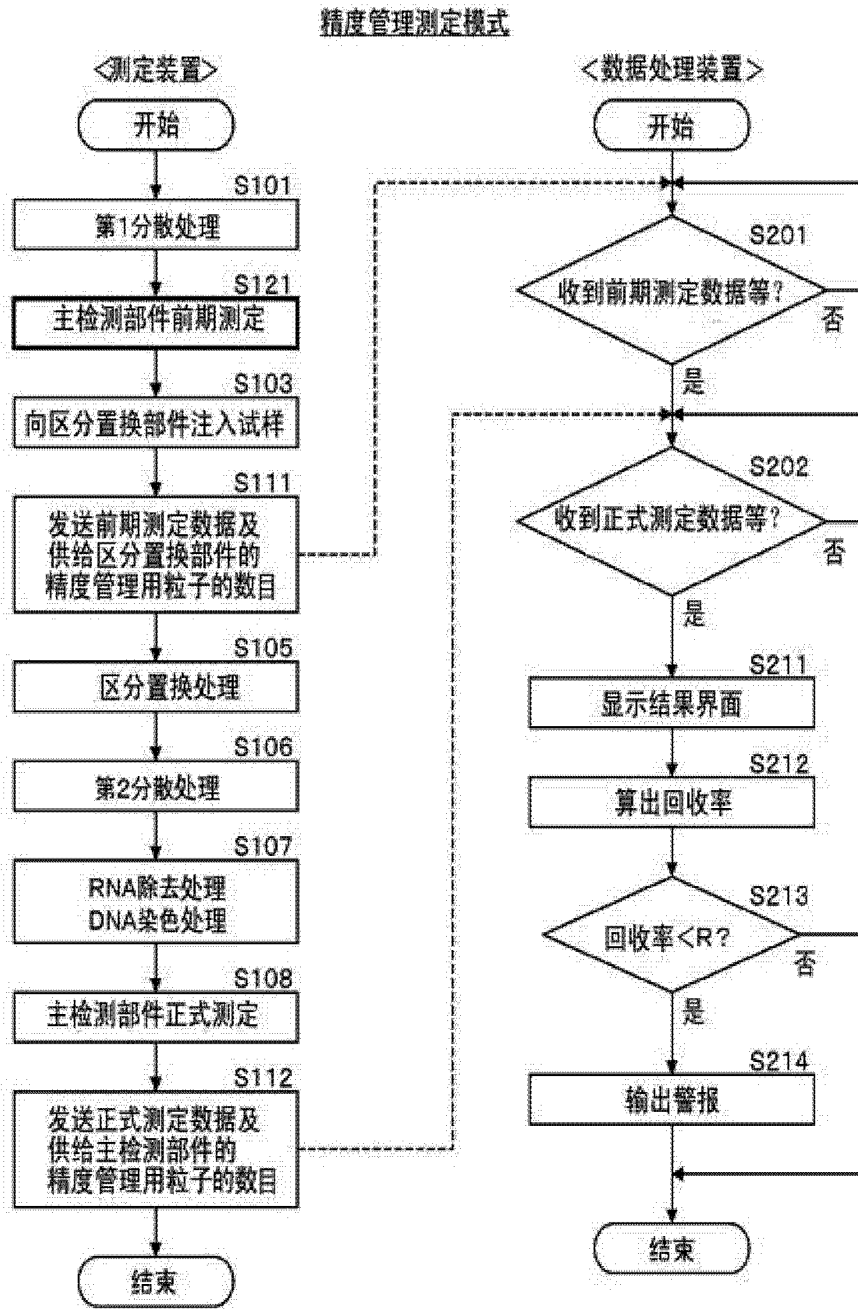 精度管理测定模式
<测定装置>
开始
S101
第1分散处理
S121
主检测部件前期测定
S103
向区分置换部件注入试样
S111
发送前期测定数据及
供给区分置换部件的
精度管理用粒子的数目
S105
区分置换处理
S106
第2分散处理
S107
RNA除去处理
DNA染色处理
S108
主检测部件正式测定
S112
发送正式测定数据及
供给主检测部件的
精度管理用粒子的数目
结束
<数据处理装置>
开始
S201
收到前期测定数据等?
否
是
S202
收到正式测定数据等?
否
是
S211
显示结果界面
S212
算出回收率
S213
回收率<R?
否
是
S214
输出警报
结束